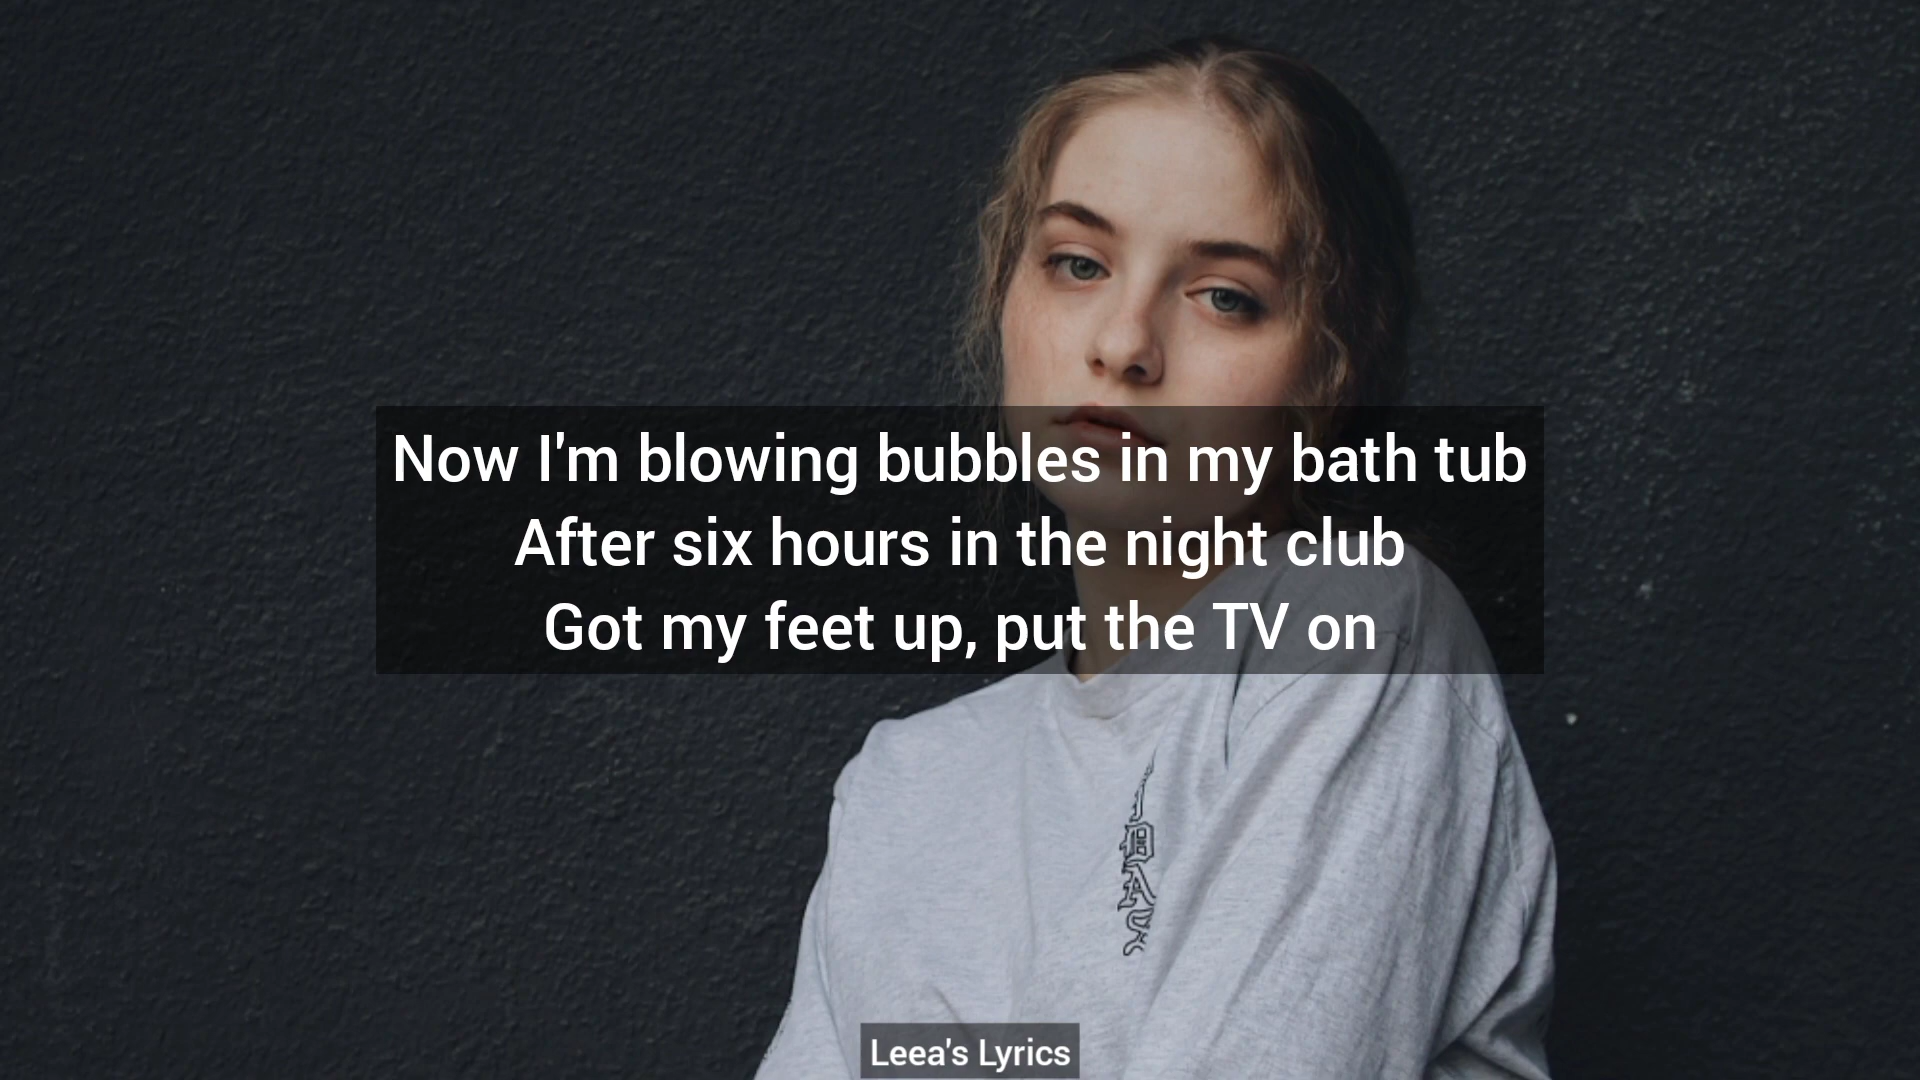 Now I'm blowing bubbles in my bath tub
After six hours in the night club
Got my feet up, put the TV on
Leea's Lyrics